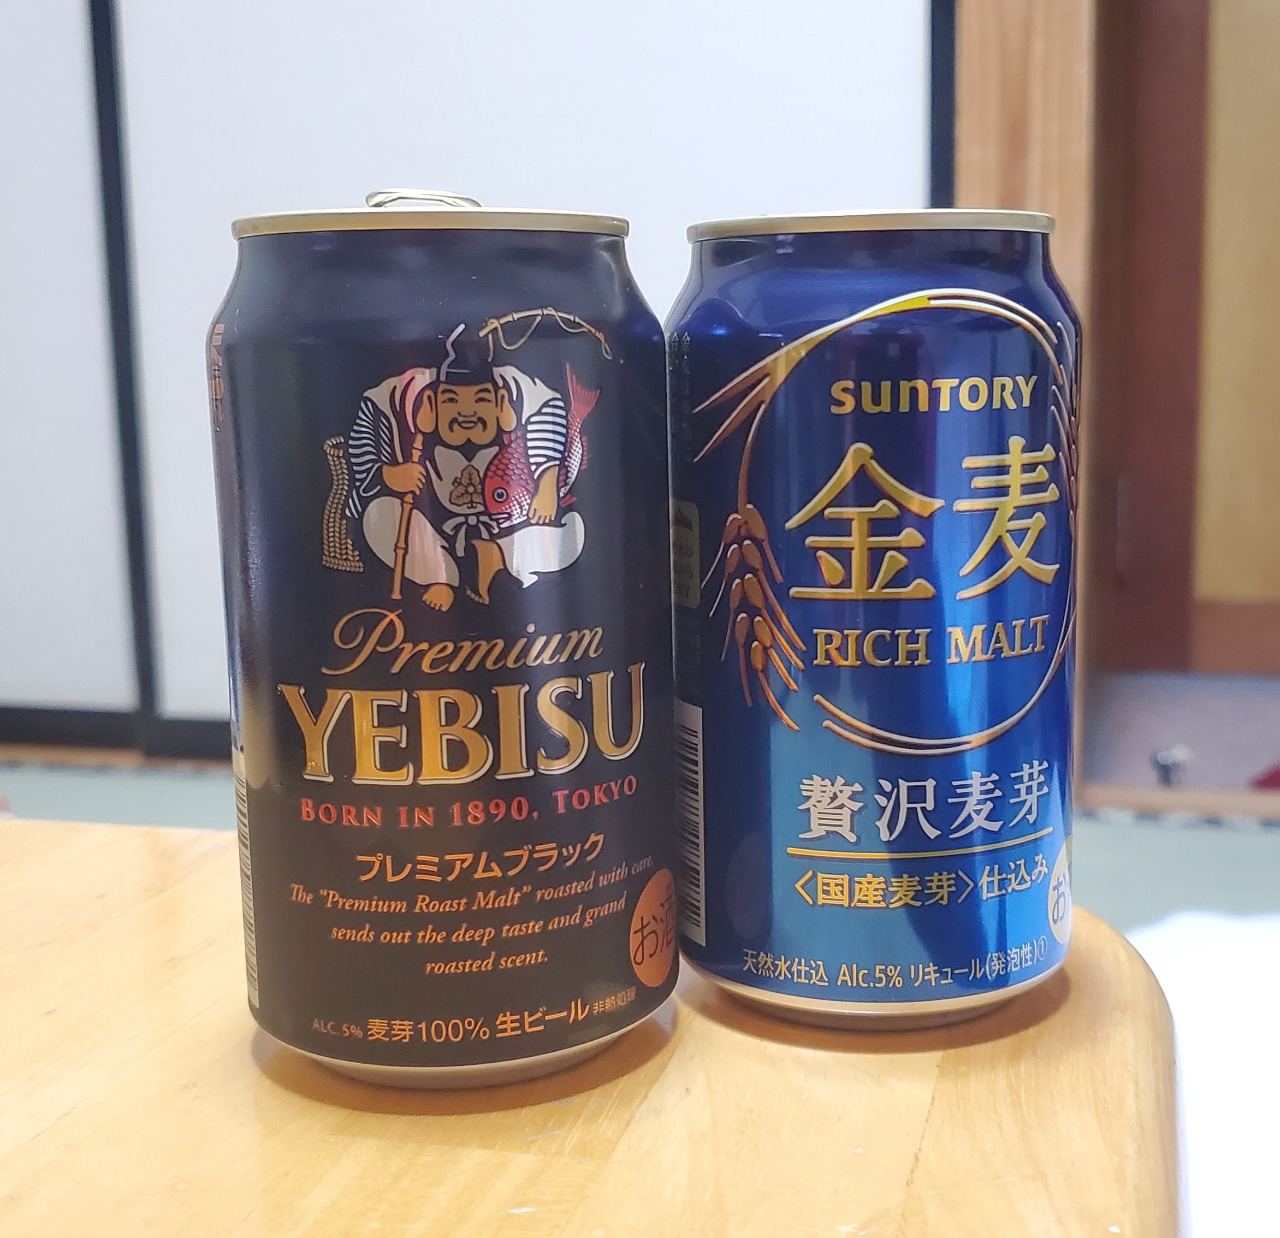 Premium
YEBISU
BORN IN 1890, TOKYO
プレミアムブラック
The "Premium Roast Malt" roasted with care,
sends out the deep taste and grand
roasted scent.
お酒
ALC. 5% 麦芽100% 生ビール 非熱処理
SUNTORY
金麦
RICH MALT
贅沢麦芽
〈国産麦芽〉仕込み
お
天然水仕込 Alc.5% リキュール(発泡性)①